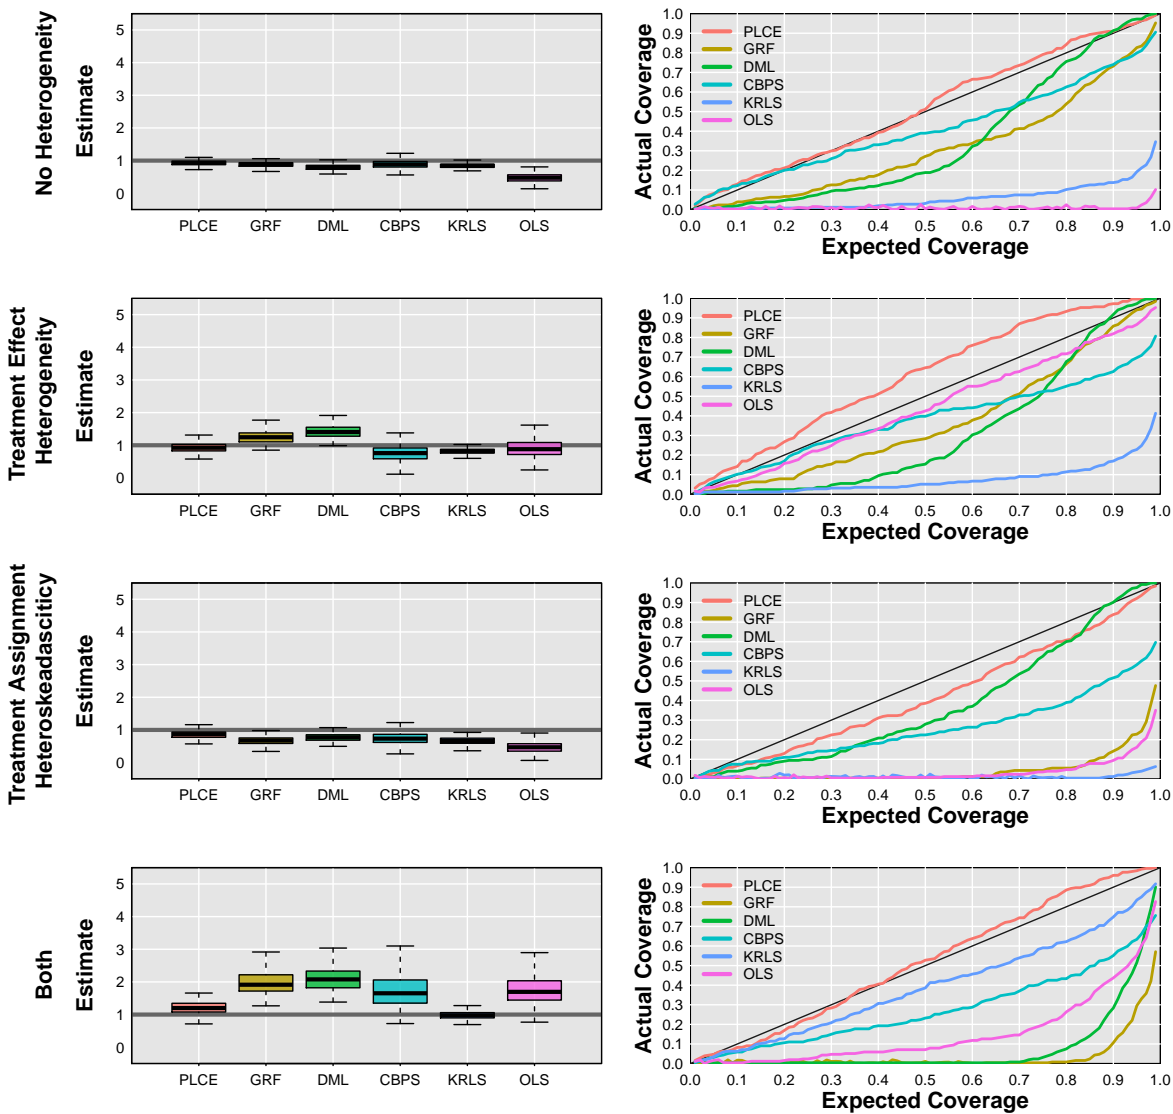 No Heterogeneity
Estimate
5
4
3
2
1
0
PLCE GRF DML CBPS KRLS OLS
Actual Coverage
1.0
0.9
0.8
0.7
0.6
0.5
0.4
0.3
0.2
0.1
0.0
PLCE
GRF
DML
CBPS
KRLS
OLS
0.0 0.1 0.2 0.3 0.4 0.5 0.6 0.7 0.8 0.9 1.0
Expected Coverage
Treatment Effect
Heterogeneity
Estimate
5
4
3
2
1
0
PLCE GRF DML CBPS KRLS OLS
Actual Coverage
1.0
0.9
0.8
0.7
0.6
0.5
0.4
0.3
0.2
0.1
0.0
PLCE
GRF
DML
CBPS
KRLS
OLS
0.0 0.1 0.2 0.3 0.4 0.5 0.6 0.7 0.8 0.9 1.0
Expected Coverage
Treatment Assignment
Heteroskeadasciticy
Estimate
5
4
3
2
1
0
PLCE GRF DML CBPS KRLS OLS
Actual Coverage
1.0
0.9
0.8
0.7
0.6
0.5
0.4
0.3
0.2
0.1
0.0
PLCE
GRF
DML
CBPS
KRLS
OLS
0.0 0.1 0.2 0.3 0.4 0.5 0.6 0.7 0.8 0.9 1.0
Expected Coverage
Both
Estimate
5
4
3
2
1
0
PLCE GRF DML CBPS KRLS OLS
Actual Coverage
1.0
0.9
0.8
0.7
0.6
0.5
0.4
0.3
0.2
0.1
0.0
PLCE
GRF
DML
CBPS
KRLS
OLS
0.0 0.1 0.2 0.3 0.4 0.5 0.6 0.7 0.8 0.9 1.0
Expected Coverage